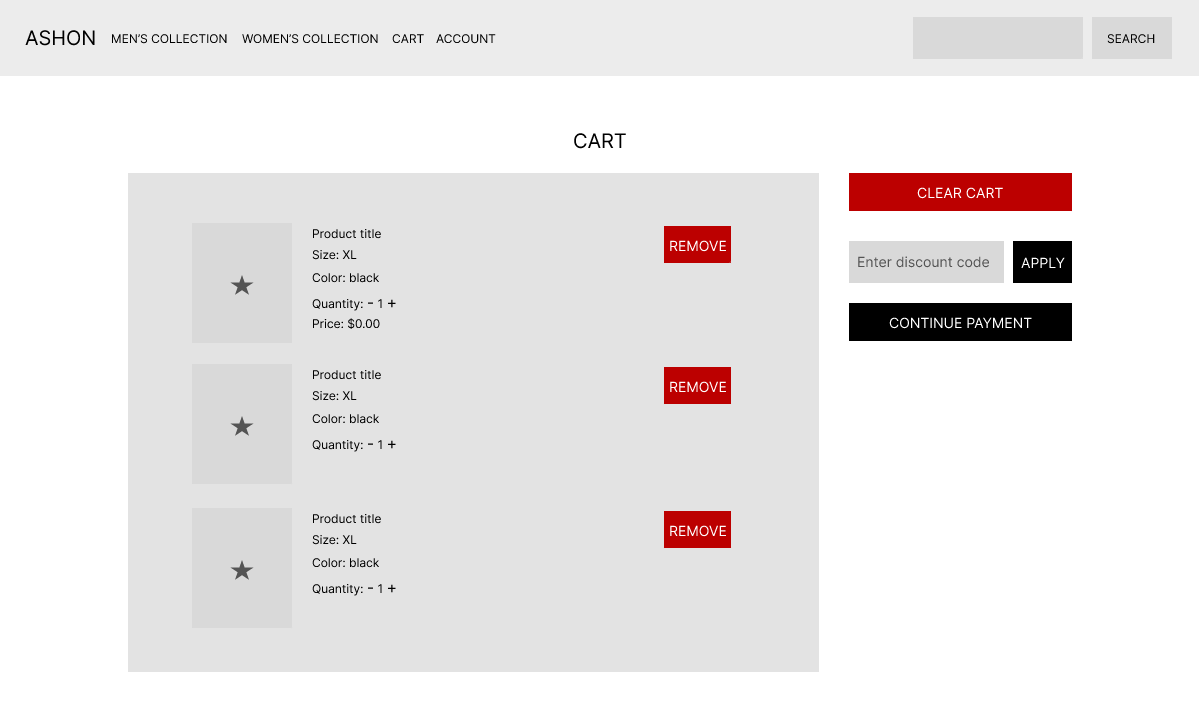 ASHON MEN'S COLLECTION WOMEN'S COLLECTION CART ACCOUNT SEARCH
CART
CLEAR CART
Product title
REMOVE
Size: XL
Color: black
Quantity: - 1 +
Price: $0.00
Enter discount code APPLY
CONTINUE PAYMENT
Product title
REMOVE
Size: XL
Color: black
Quantity: - 1 +
Product title
REMOVE
Size: XL
Color: black
Quantity: - 1 +